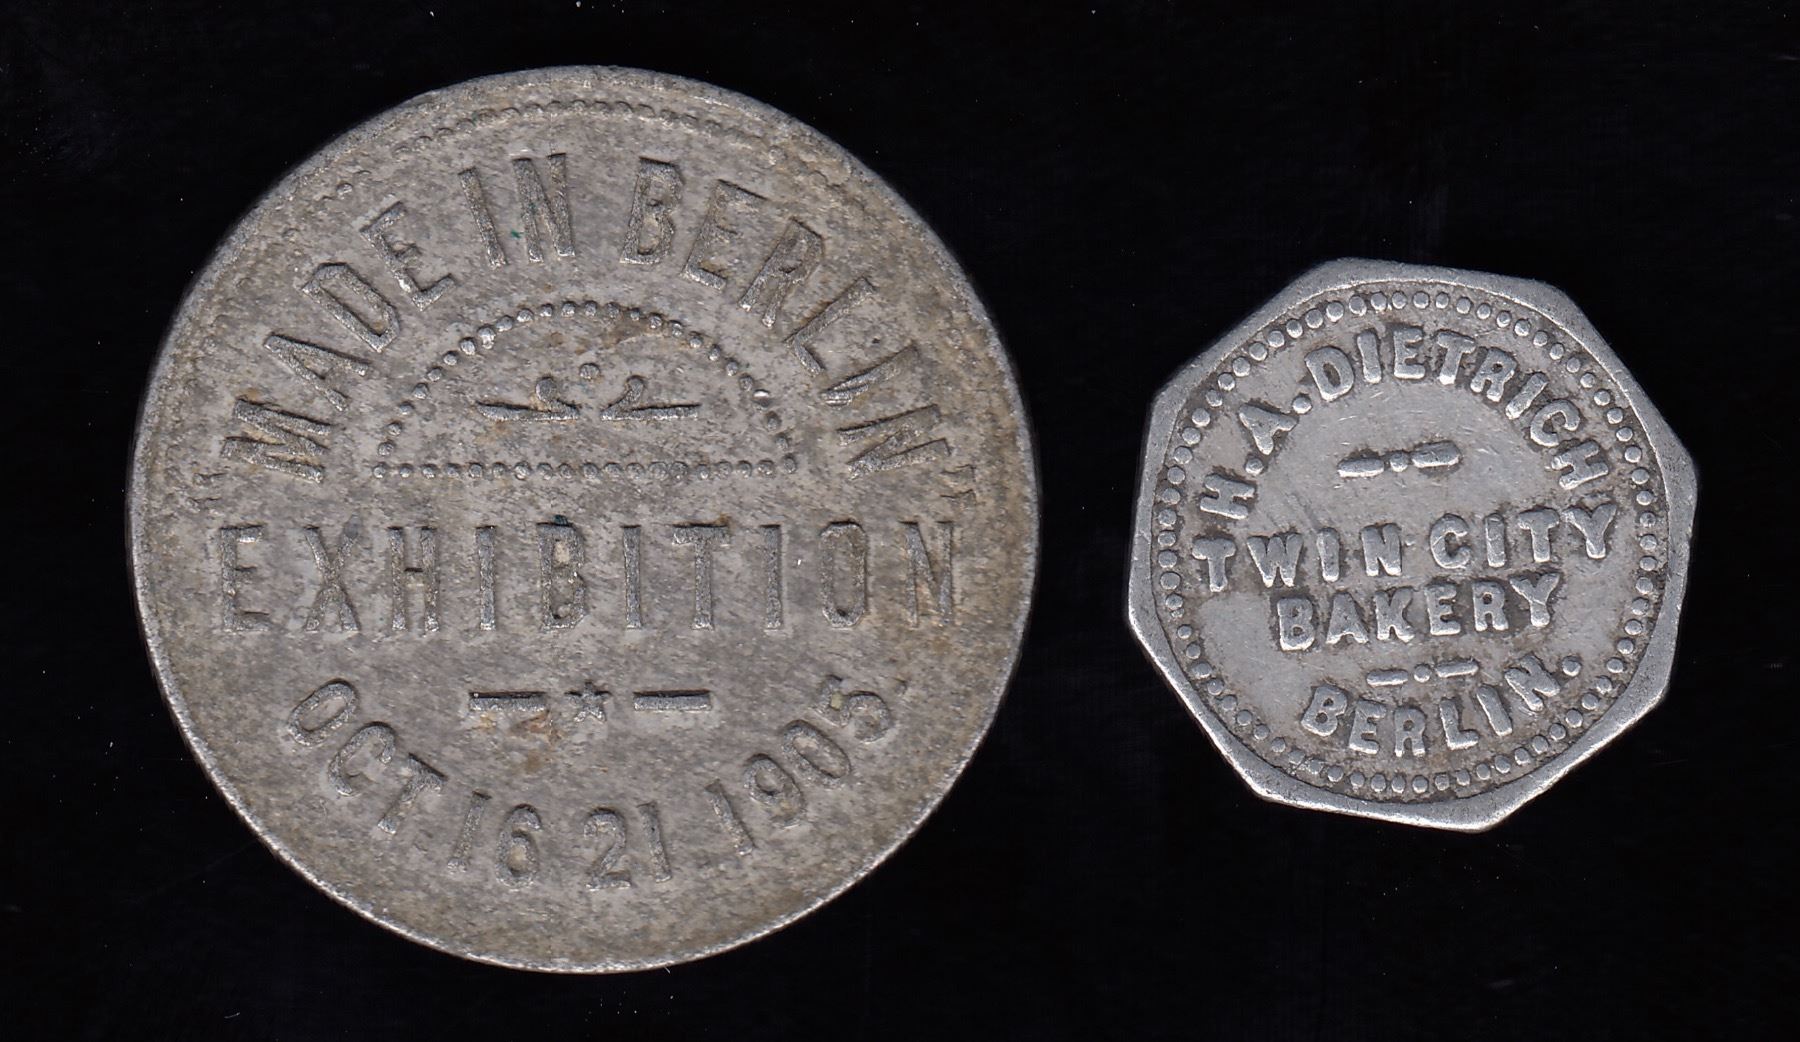 "MADE IN BERLIN"
EXHIBITION
OCT 16 21 1905
H.A. DIETRICH
TWIN CITY
BAKERY
BERLIN.